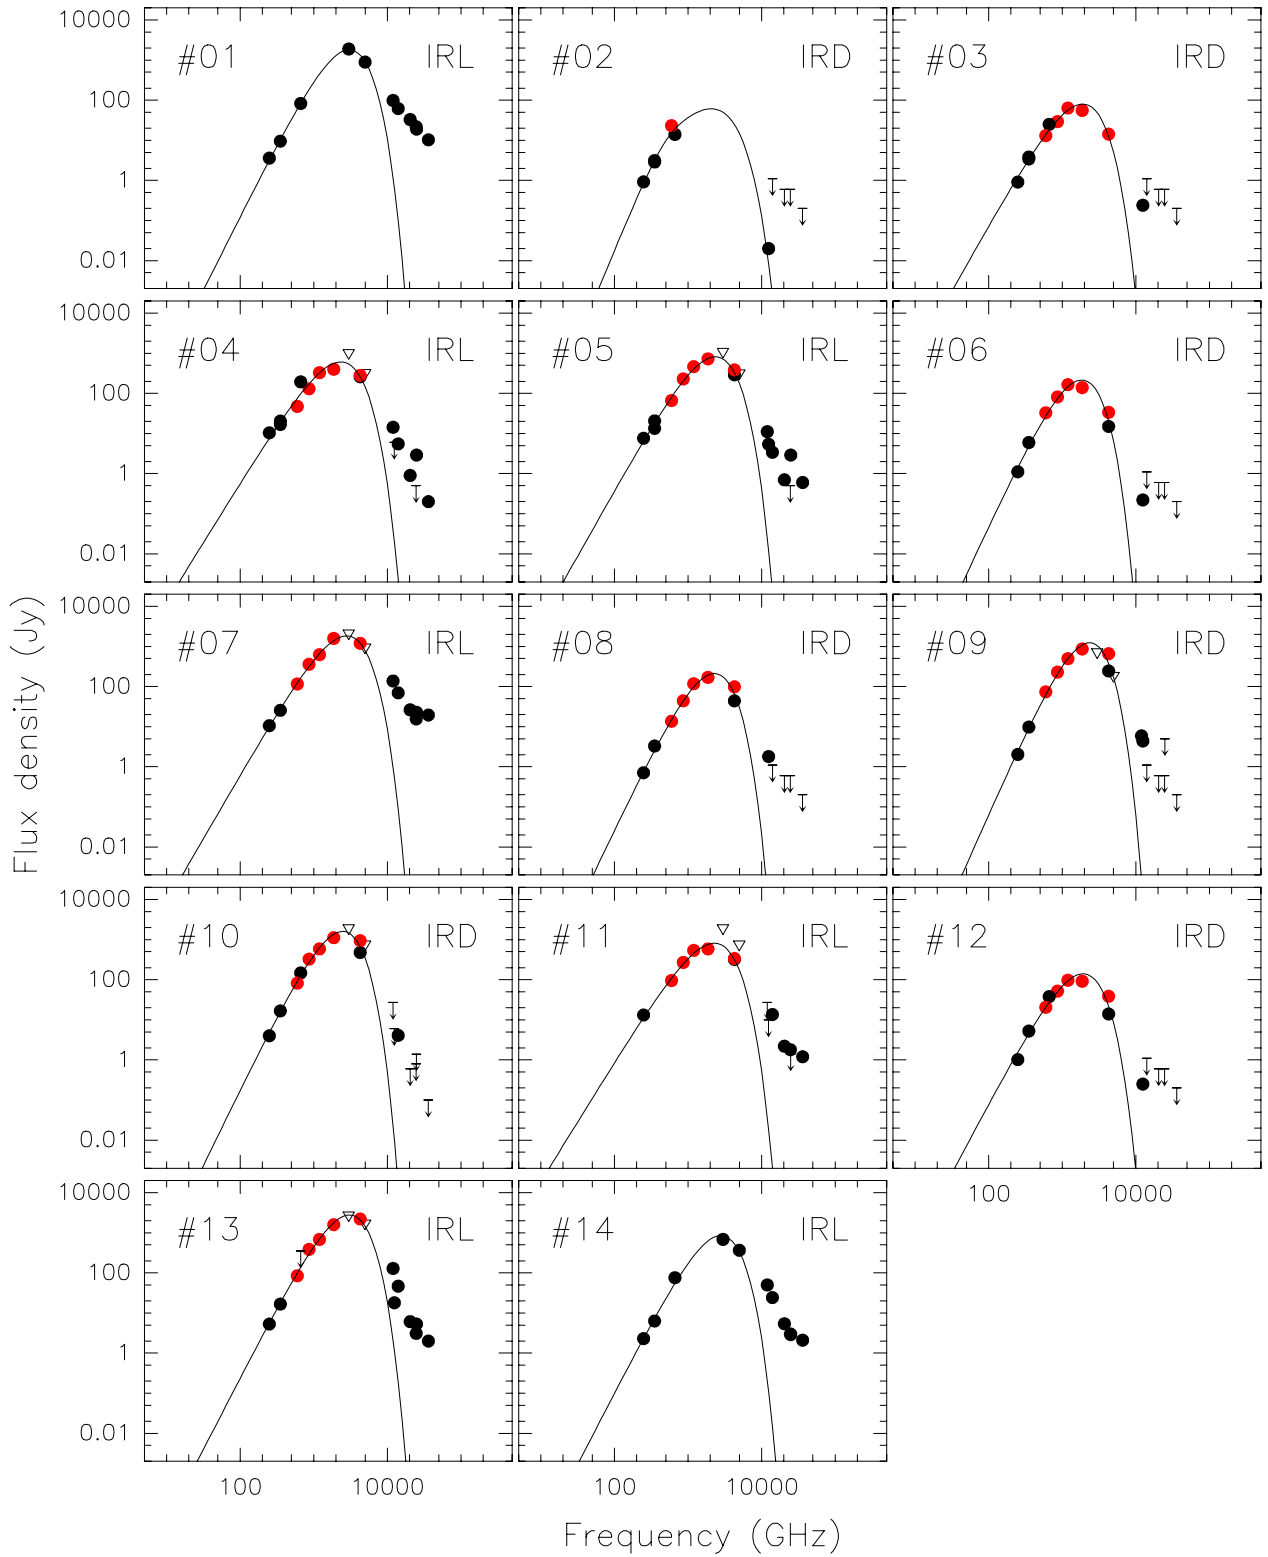 10000
100
1
0.01
#01 IRL
#02 IRD
#03 IRD
10000
100
1
0.01
#04 IRL
#05 IRL
#06 IRD
10000
100
1
0.01
#07 IRL
#08 IRD
#09 IRD
10000
100
1
0.01
#10 IRD
#11 IRL
#12 IRD
100 10000
10000
100
1
0.01
#13 IRL
#14 IRL
100 10000
100 10000
Flux density (Jy)
Frequency (GHz)